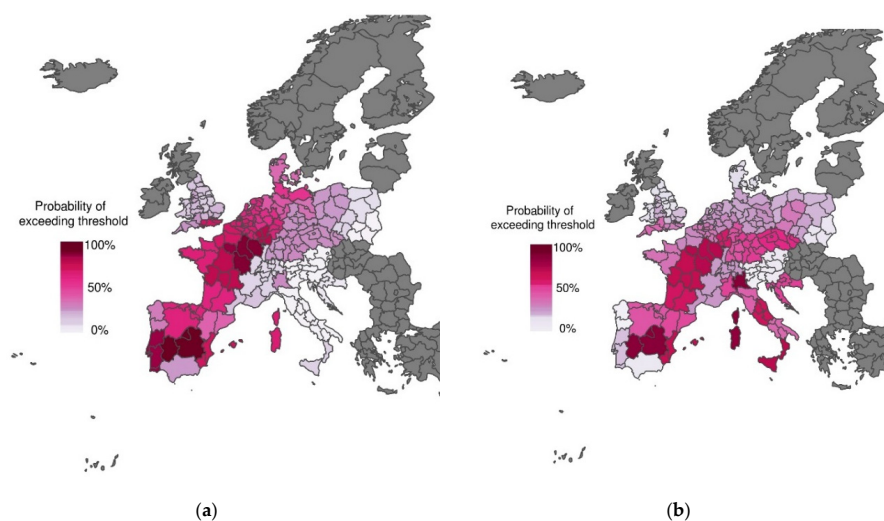 Probability of
exceeding threshold
100%
50%
0%
(a)
Probability of
exceeding threshold
100%
50%
0%
(b)